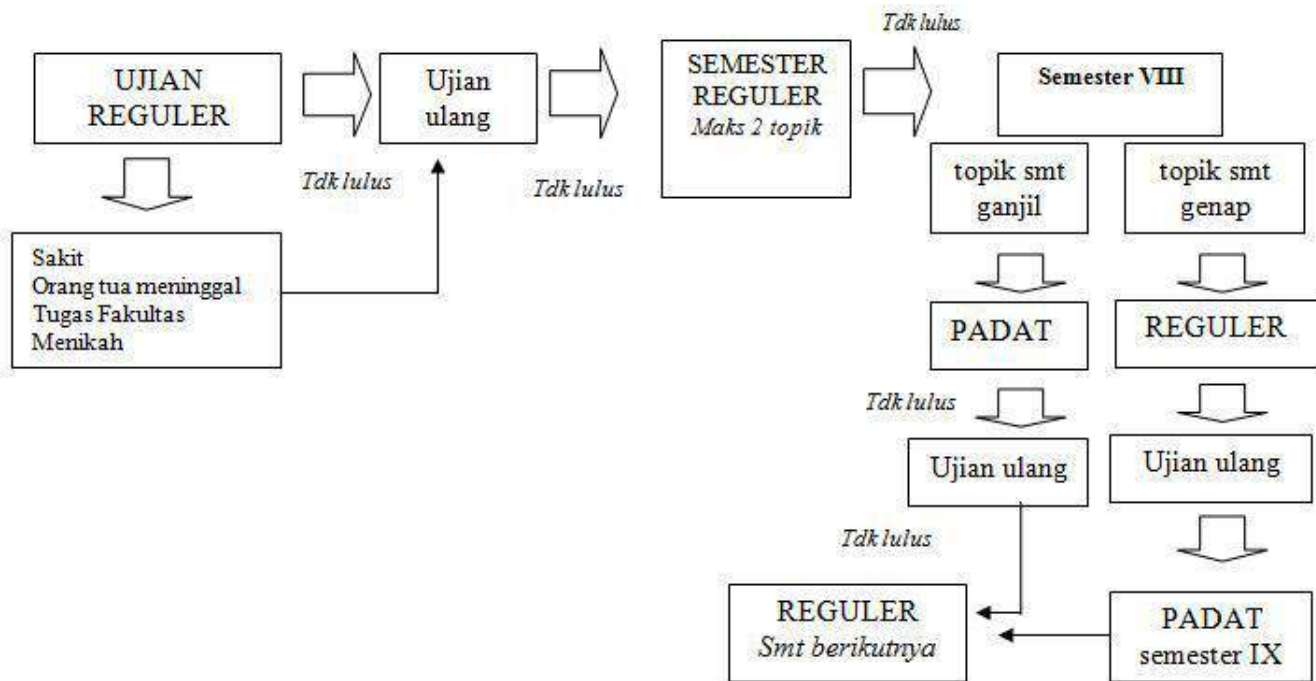 Tdk lulus
UJIAN
REGULER
Ujian
ulang
SEMESTER
REGULER
Maks 2 topik
Semester VIII
Tdk lulus
Tdk lulus
topik smt
ganjil
topik smt
genap
Sakit
Orang tua meninggal
Tugas Fakultas
Menikah
PADAT
REGULER
Tdk lulus
Ujian ulang
Ujian ulang
Tdk lulus
REGULER
Smt berikutnya
PADAT
semester IX